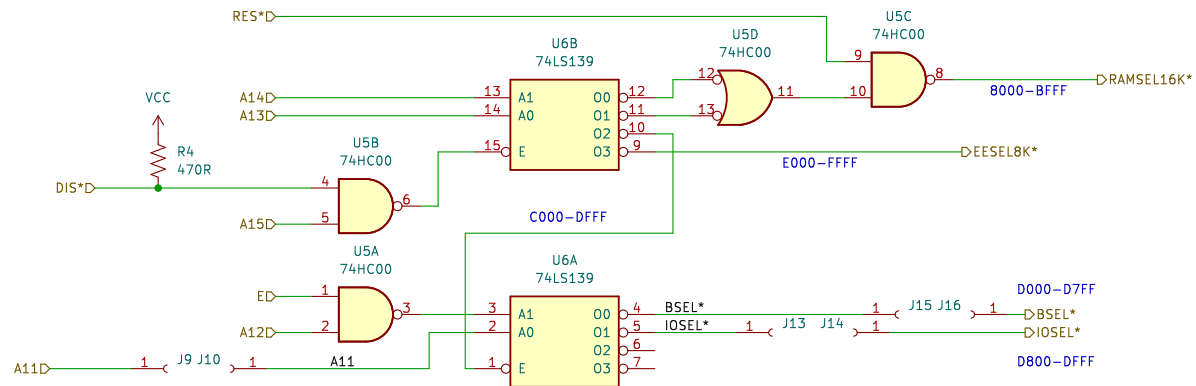 RES*
U5C
74HC00
9
10
8
8000-BFFF
RAMSEL16K*
U5D
74HC00
12
13
11
U6B
74LS139
A14
13
A1
A13
14
A0
15
E
O0
12
O1
11
O2
10
O3
9
E000-FFFF
EESEL8K*
VCC
R4
470R
U5B
74HC00
DIS*
4
A15
5
6
C000-DFFF
U5A
74HC00
E
1
A12
2
3
U6A
74LS139
3
A1
2
A0
1
E
O0
4
O1
5
O2
6
O3
7
BSEL*
IOSEL*
1
J13
J14
1
1
J15
J16
1
D000-D7FF
BSEL*
IOSEL*
D800-DFFF
A11
1
J9
J10
1
A11